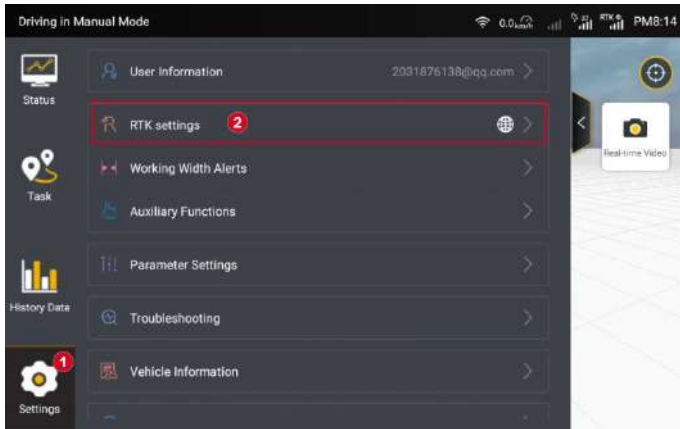 Driving in Manual Mode
0.0 km/h
RTK
PM8:14
Status
Task
History Data
1
Settings
User Information
2031876138@qq.com
RTK settings
2
Working Width Alerts
Auxiliary Functions
Parameter Settings
Troubleshooting
Vehicle Information
Real-time Video